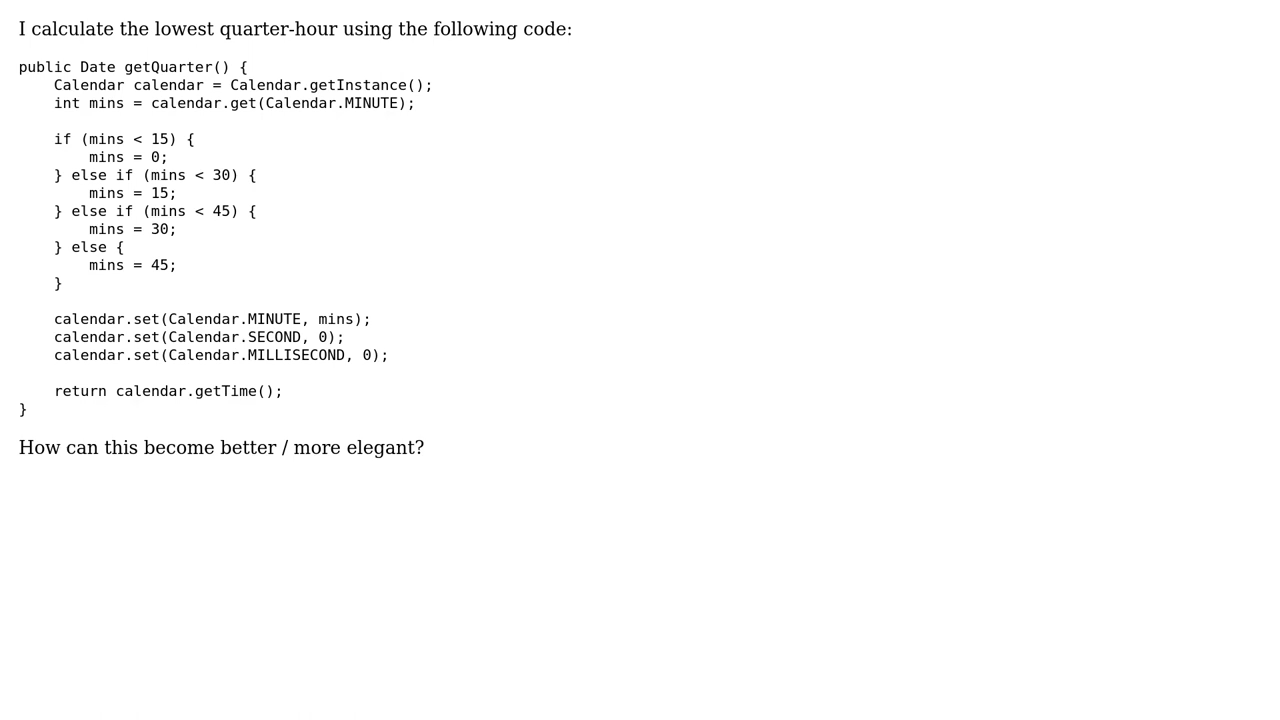 I calculate the lowest quarter-hour using the following code:
public Date getQuarter() {
    Calendar calendar = Calendar.getInstance();
    int mins = calendar.get(Calendar.MINUTE);

    if (mins < 15) {
        mins = 0;
    } else if (mins < 30) {
        mins = 15;
    } else if (mins < 45) {
        mins = 30;
    } else {
        mins = 45;
    }

    calendar.set(Calendar.MINUTE, mins);
    calendar.set(Calendar.SECOND, 0);
    calendar.set(Calendar.MILLISECOND, 0);

    return calendar.getTime();
}
How can this become better / more elegant?